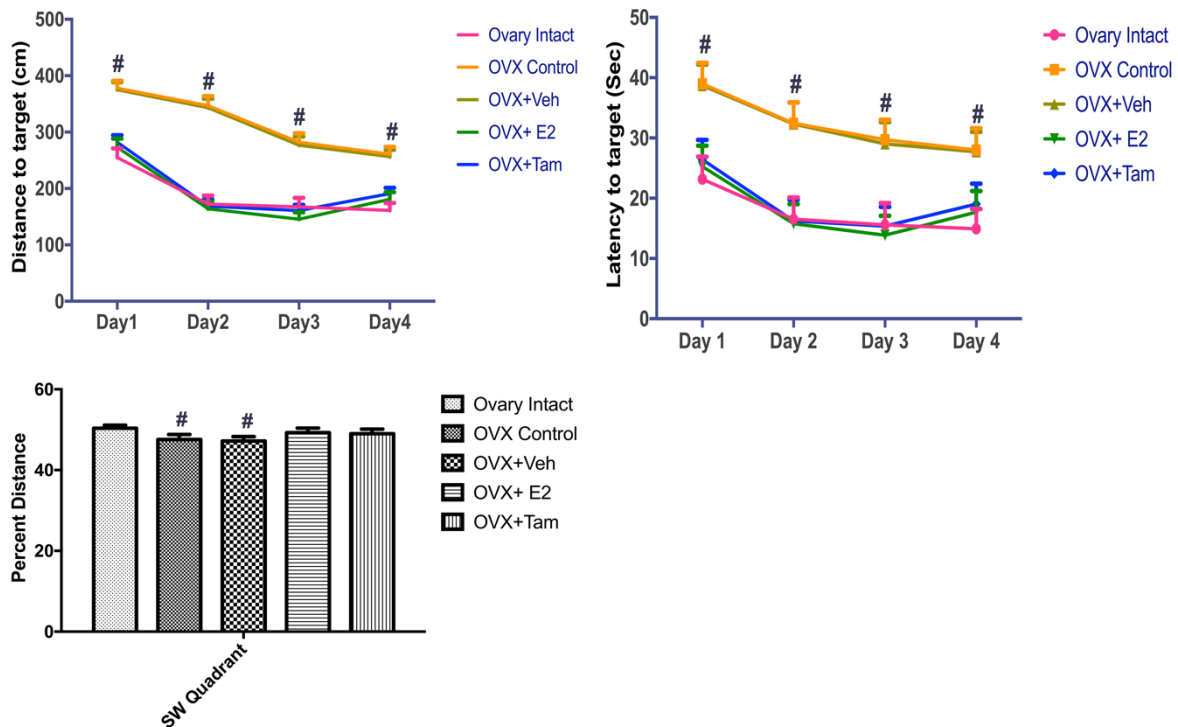 Distance to target (cm)
500
400
300
200
100
0
#
#
#
#
Day1 Day2 Day3 Day4
Ovary Intact
OVX Control
OVX+Veh
OVX+ E2
OVX+Tam
Latency to target (Sec)
50
40
30
20
10
0
#
#
#
#
Day 1 Day 2 Day 3 Day 4
Ovary Intact
OVX Control
OVX+Veh
OVX+ E2
OVX+Tam
Percent Distance
60
40
20
0
# #
SW Quadrant
Ovary Intact
OVX Control
OVX+Veh
OVX+ E2
OVX+Tam